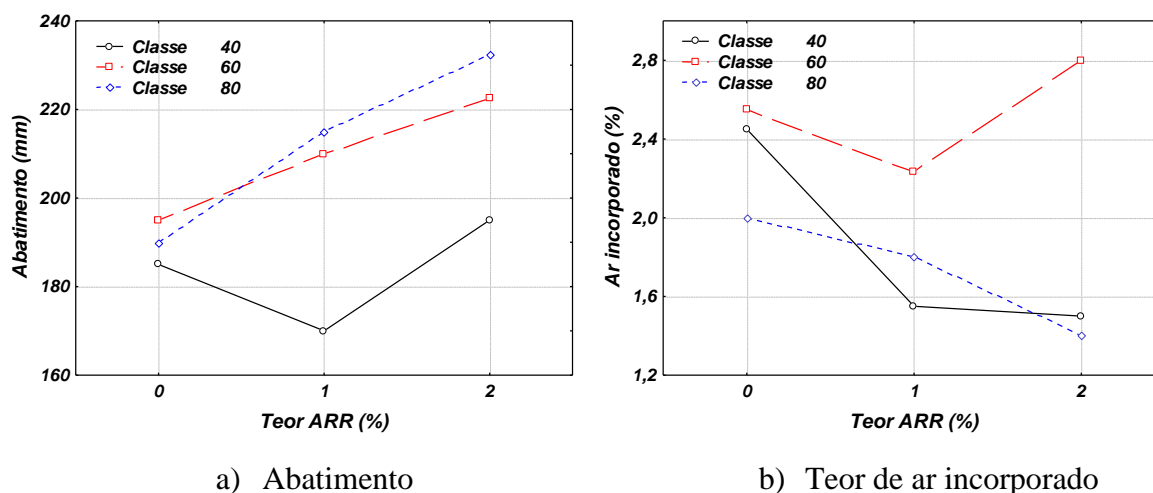 240
220
200
180
160
Abatimento (mm)
Classe 40
Classe 60
Classe 80
0 1 2
Teor ARR (%)
a) Abatimento
2,8
2,4
2,0
1,6
1,2
Ar incorporado (%)
Classe 40
Classe 60
Classe 80
0 1 2
Teor ARR (%)
b) Teor de ar incorporado